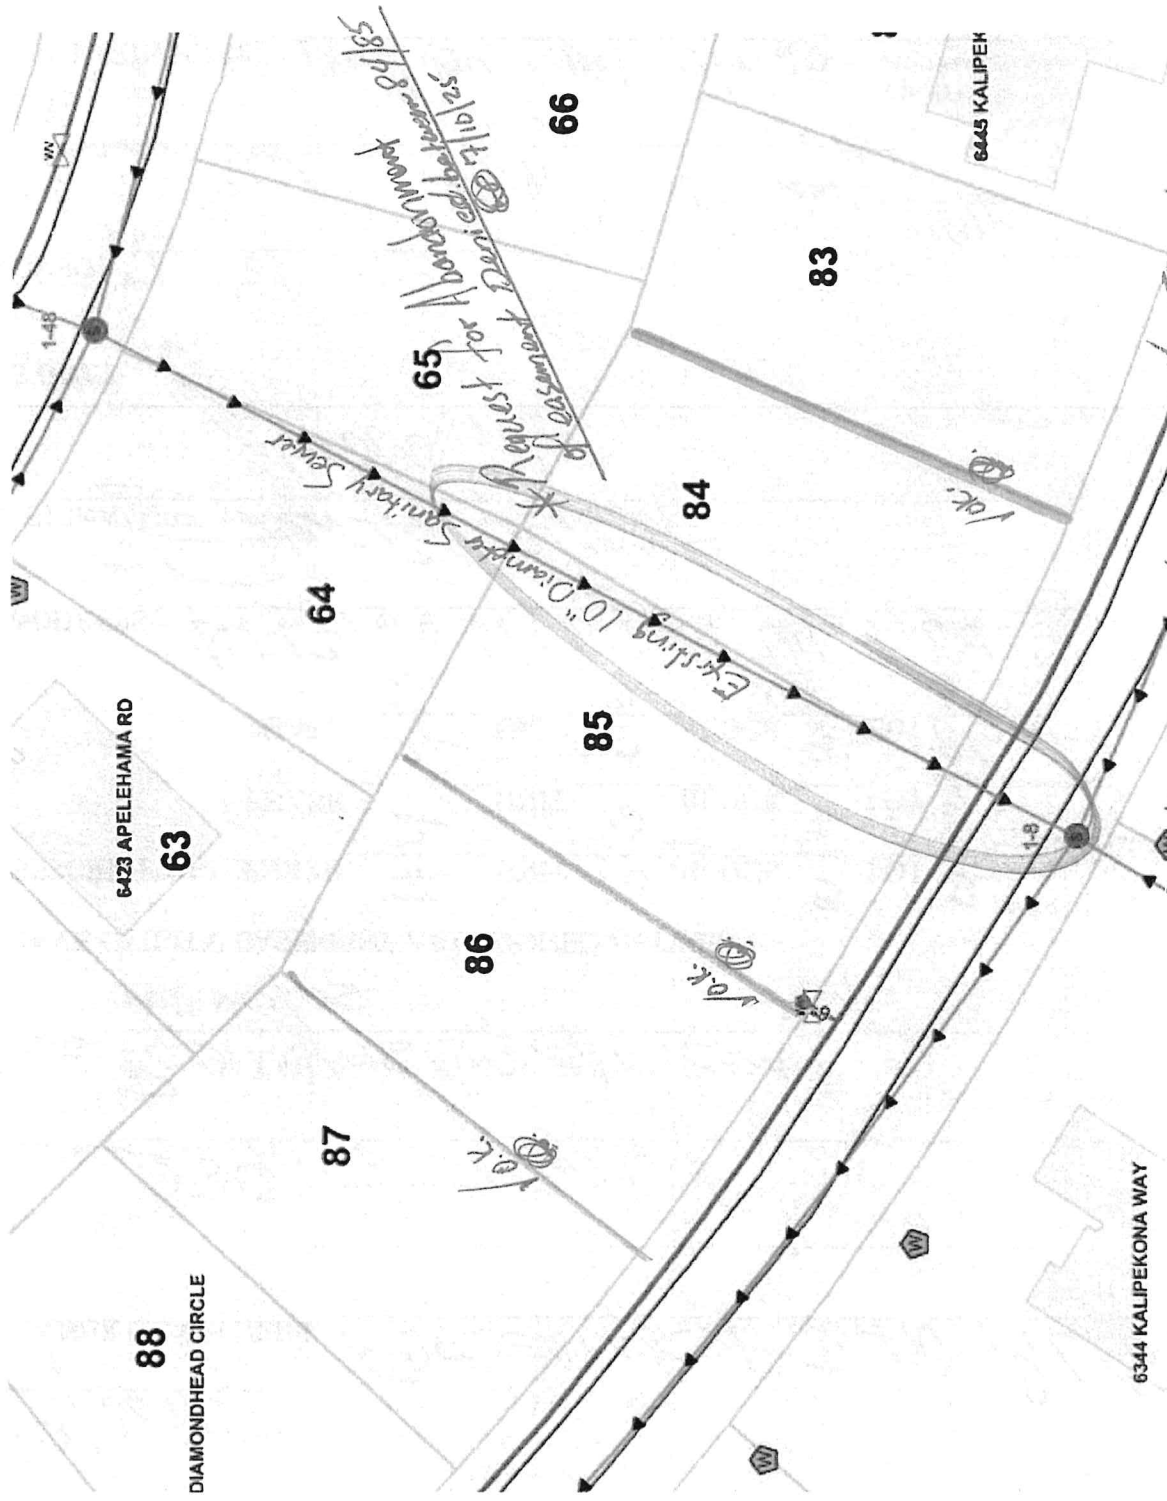 66
6445 KALIPEK
83
1-48
65
* Request for Abandonment
of easement Denied. between 84/85
7/10/25
84
√ OK.
Existing 10" Diameter Sanitary Sewer
64
85
1-8
6423 APELEHAMA RD
63
86
√ O.K.
87
√ O.K.
88
DIAMONDHEAD CIRCLE
6344 KALIPEKONA WAY
W
W
W
W
WV
S
S